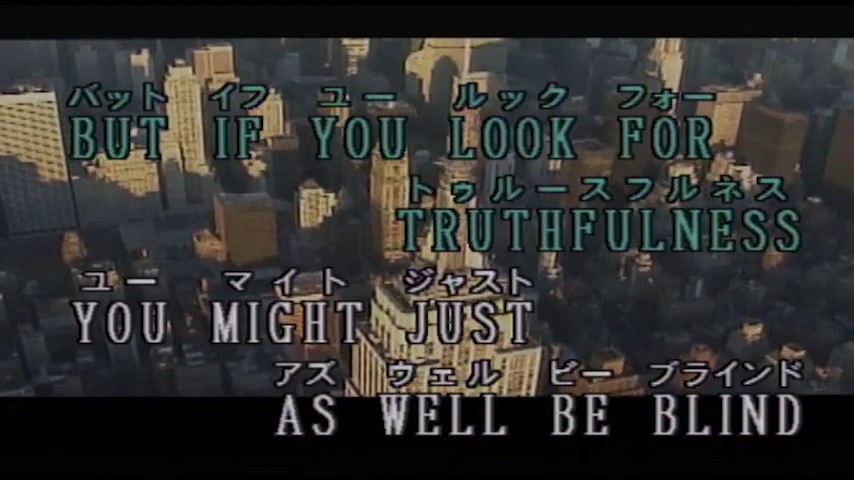 バット イフ ユー ルック フォー
BUT IF YOU LOOK FOR
トゥルースフルネス
TRUTHFULNESS
ユー マイト ジャスト
YOU MIGHT JUST
アズ ウェル ビー ブラインド
AS WELL BE BLIND